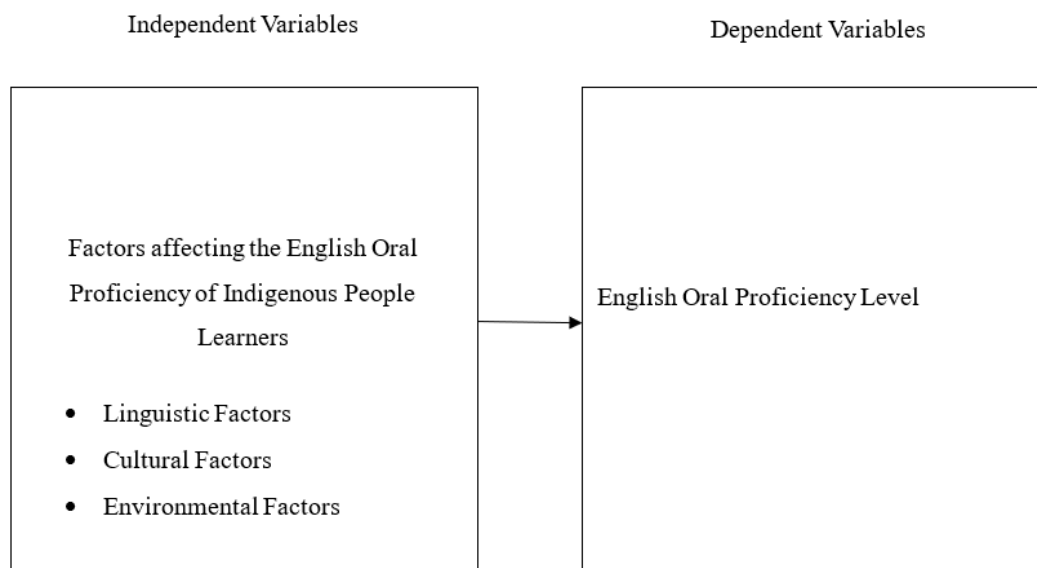 Independent Variables
Dependent Variables
Factors affecting the English Oral
Proficiency of Indigenous People
Learners
• Linguistic Factors
• Cultural Factors
• Environmental Factors
English Oral Proficiency Level